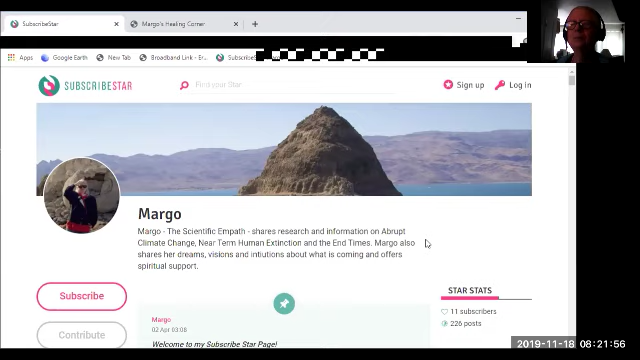 SubscribeStar
Margo's Healing Corner
Apps
Google Earth
New Tab
Broadband Link - Er...
SUBSCRIBESTAR
Find your Star
Sign up
Log in
Margo
Margo - The Scientific Empath - shares research and information on Abrupt
Climate Change, Near Term Human Extinction and the End Times. Margo also
shares her dreams, visions and intiutions about what is coming and offers
spiritual support.
Subscribe
Contribute
Margo
02 Apr 03:08
Welcome to my Subscribe Star Page!
STAR STATS
11 subscribers
226 posts
2019-11-18 08:21:56